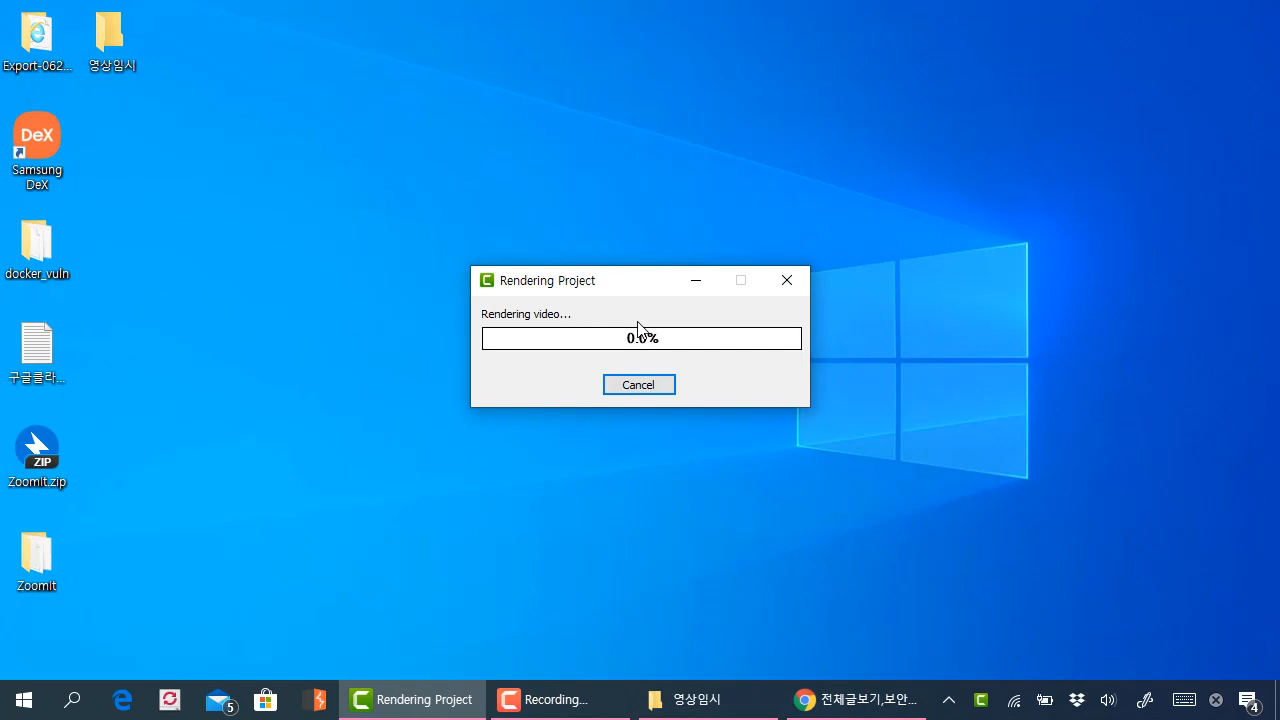 Export-062...
영상임시
DeX
Samsung
DeX
docker_vuln
구글클라...
ZIP
ZoomIt.zip
ZoomIt
Rendering Project
Rendering video...
0.0%
Cancel
5
Rendering Project
Recording...
영상임시
전체글보기,보안...
4